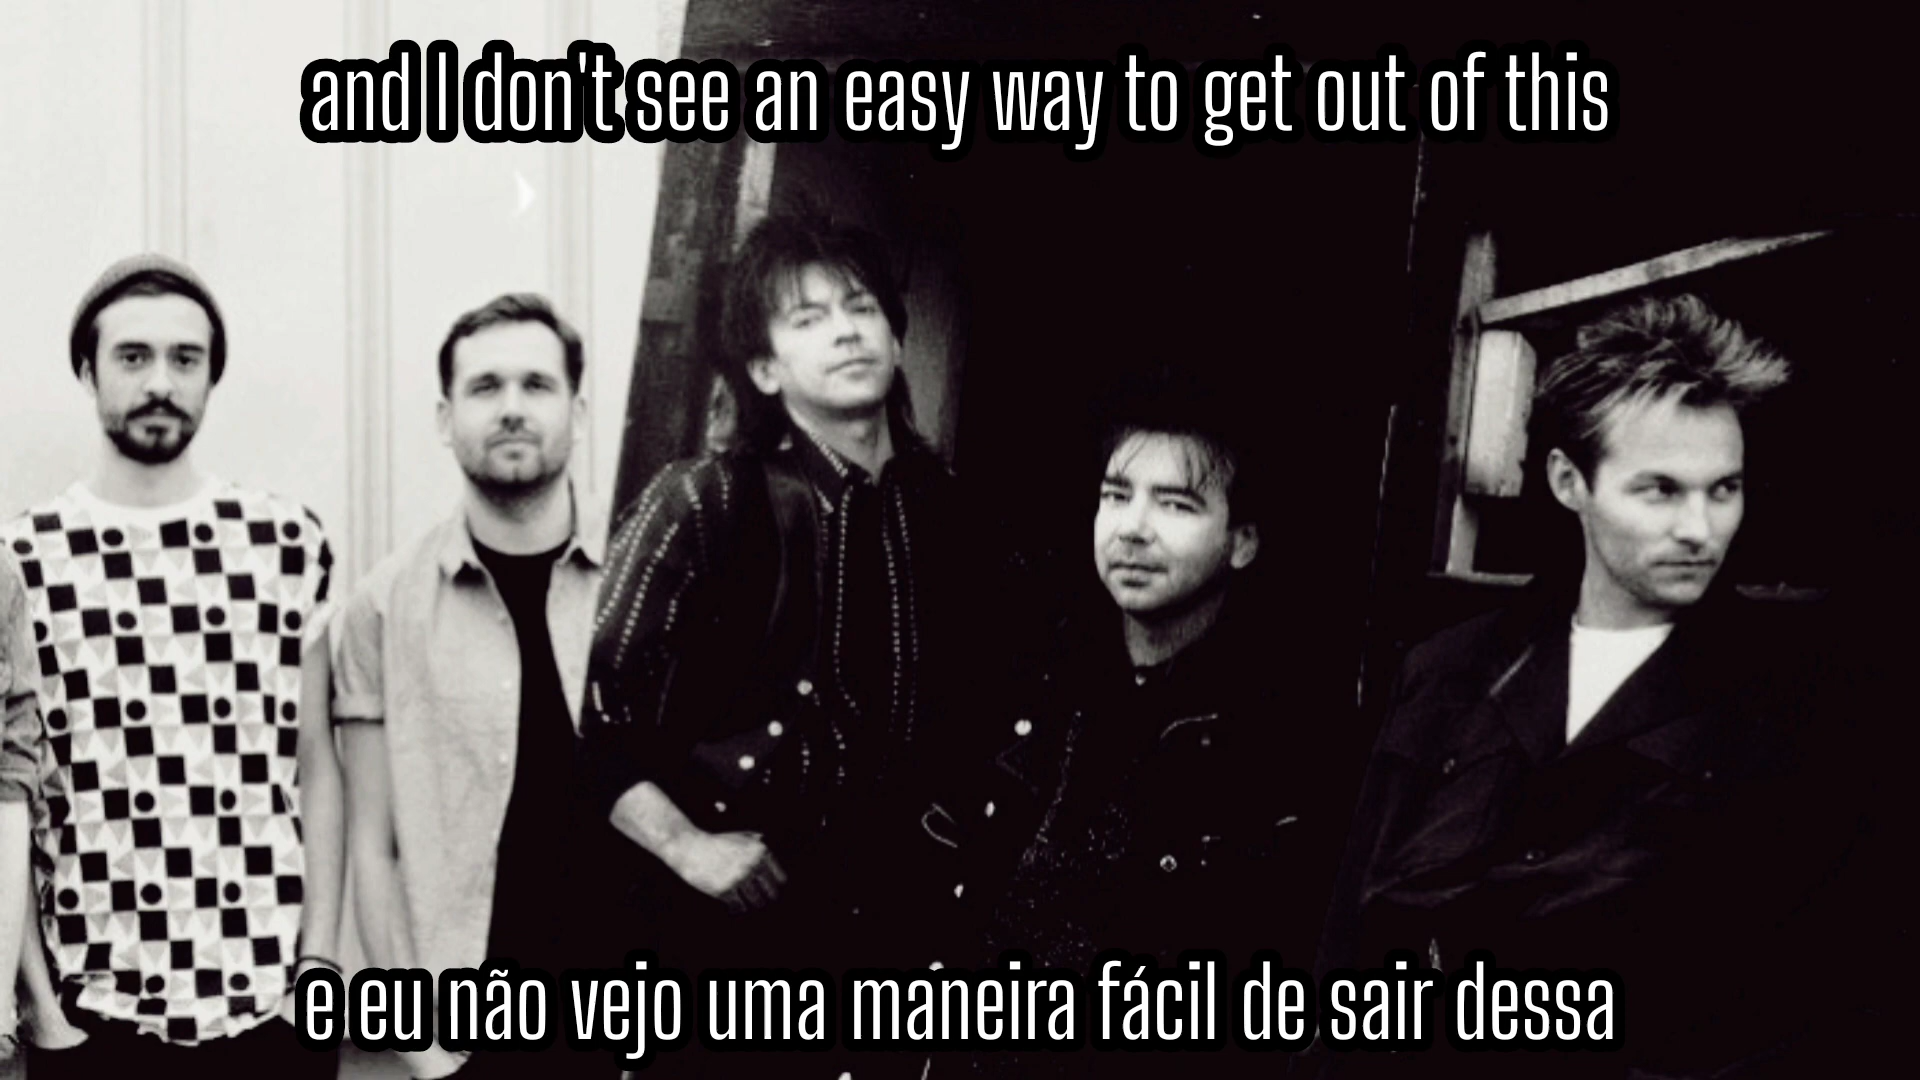 and I don't see an easy way to get out of this
e eu não vejo uma maneira fácil de sair dessa